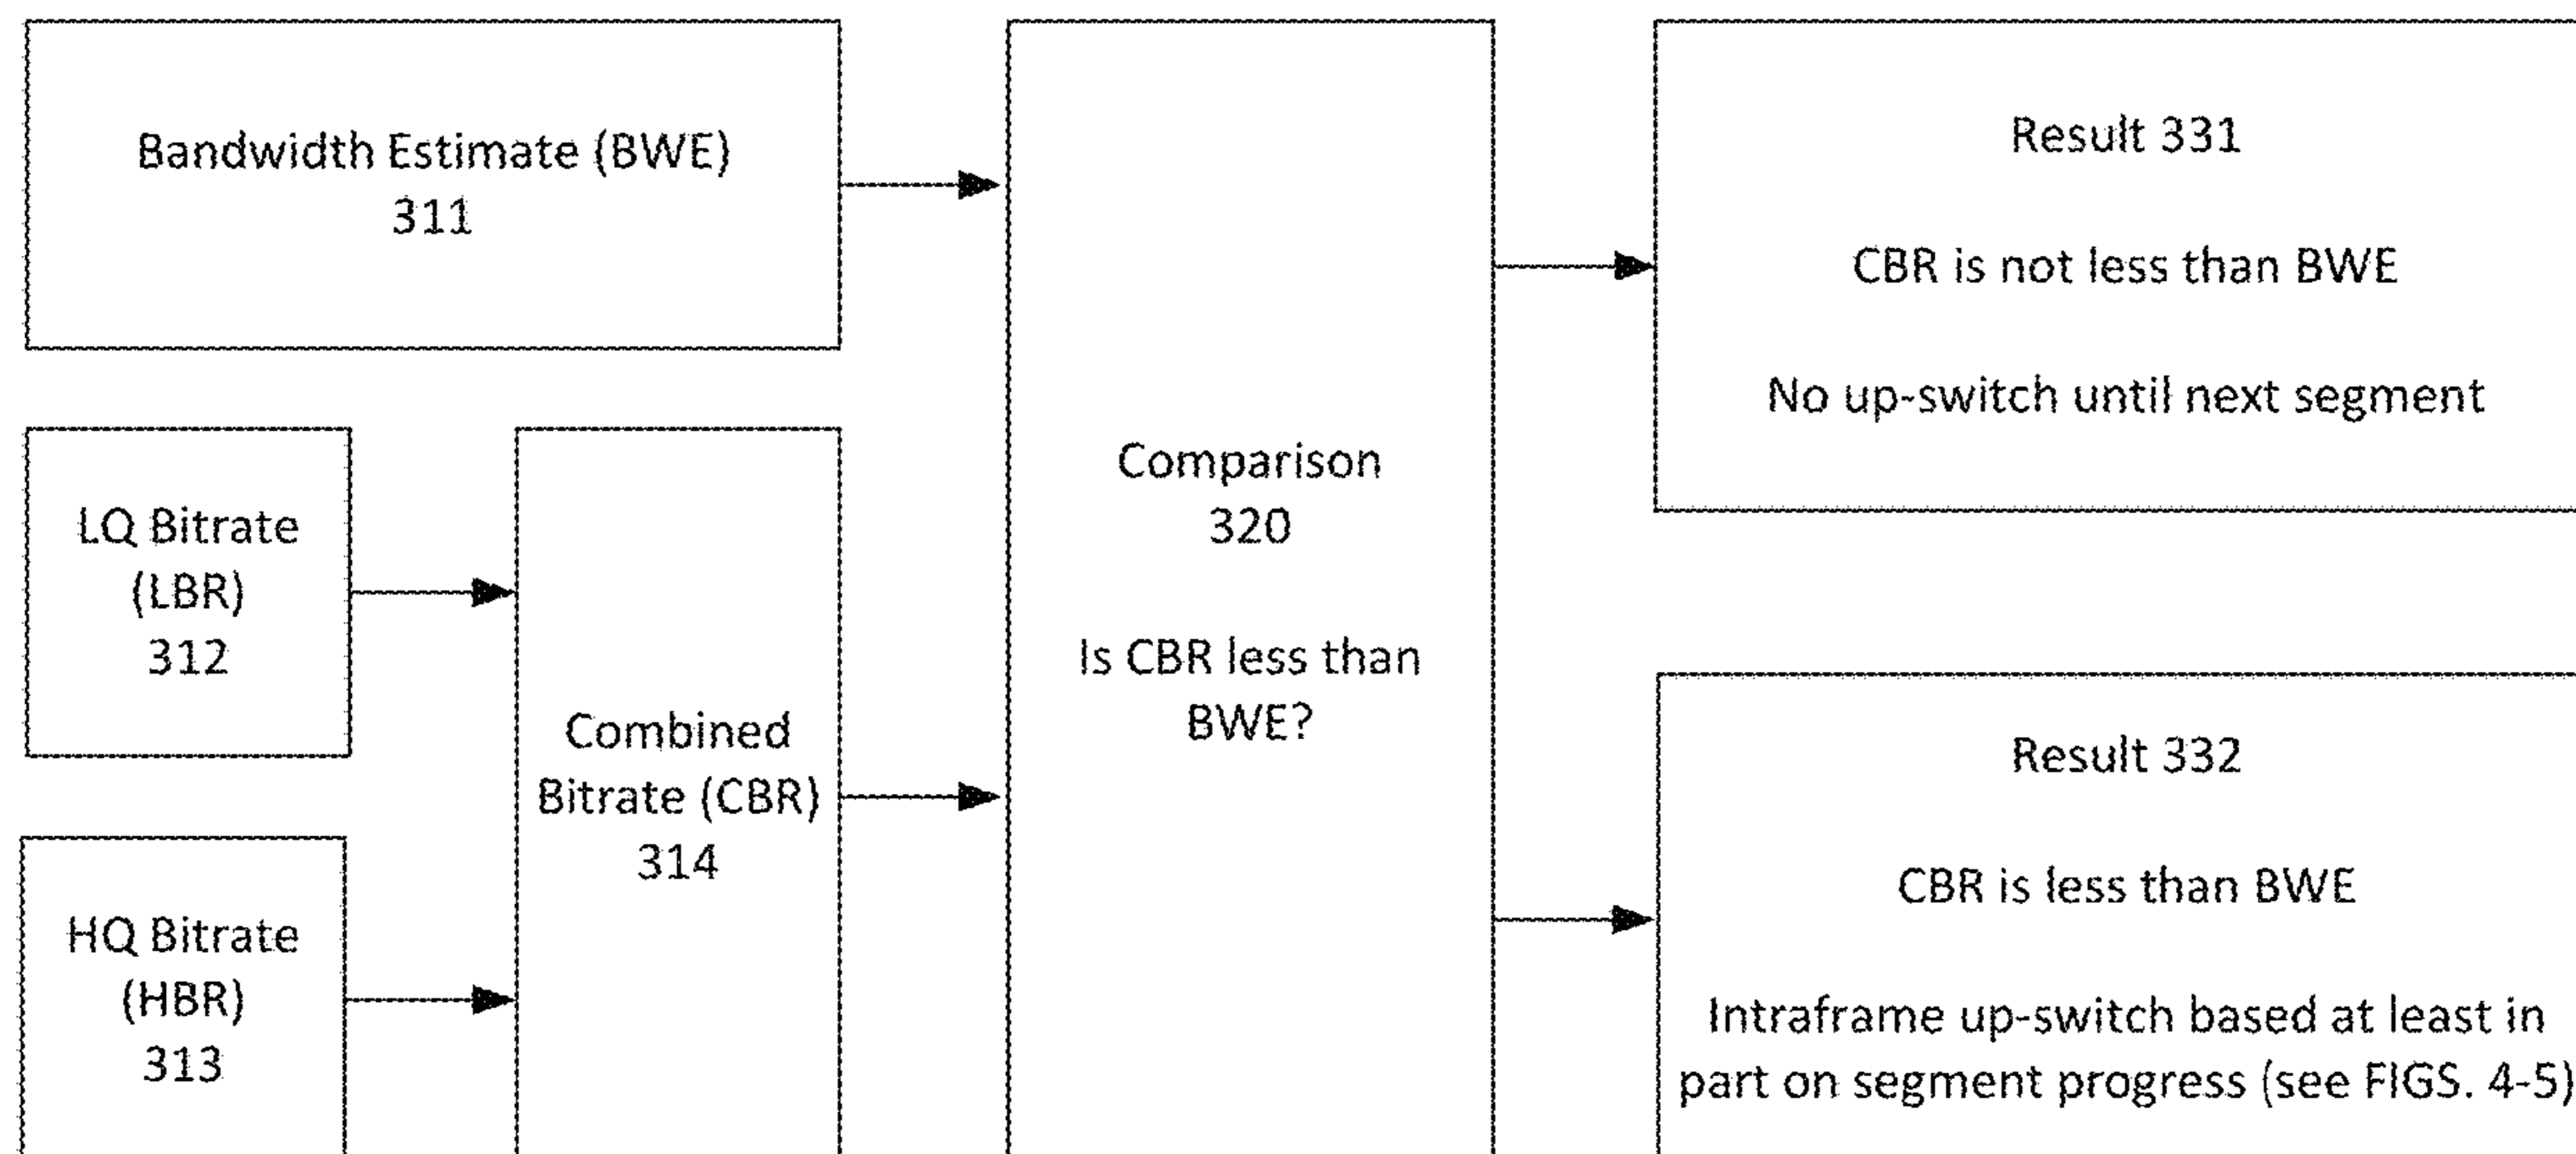 Bandwidth Estimate (BWE)
311
LQ Bitrate
(LBR)
312
HQ Bitrate
(HBR)
313
Combined
Bitrate (CBR)
314
Comparison
320
Is CBR less than
BWE?
Result 331
CBR is not less than BWE
No up-switch until next segment
Result 332
CBR is less than BWE
Intraframe up-switch based at least in
part on segment progress (see FIGS. 4-5)